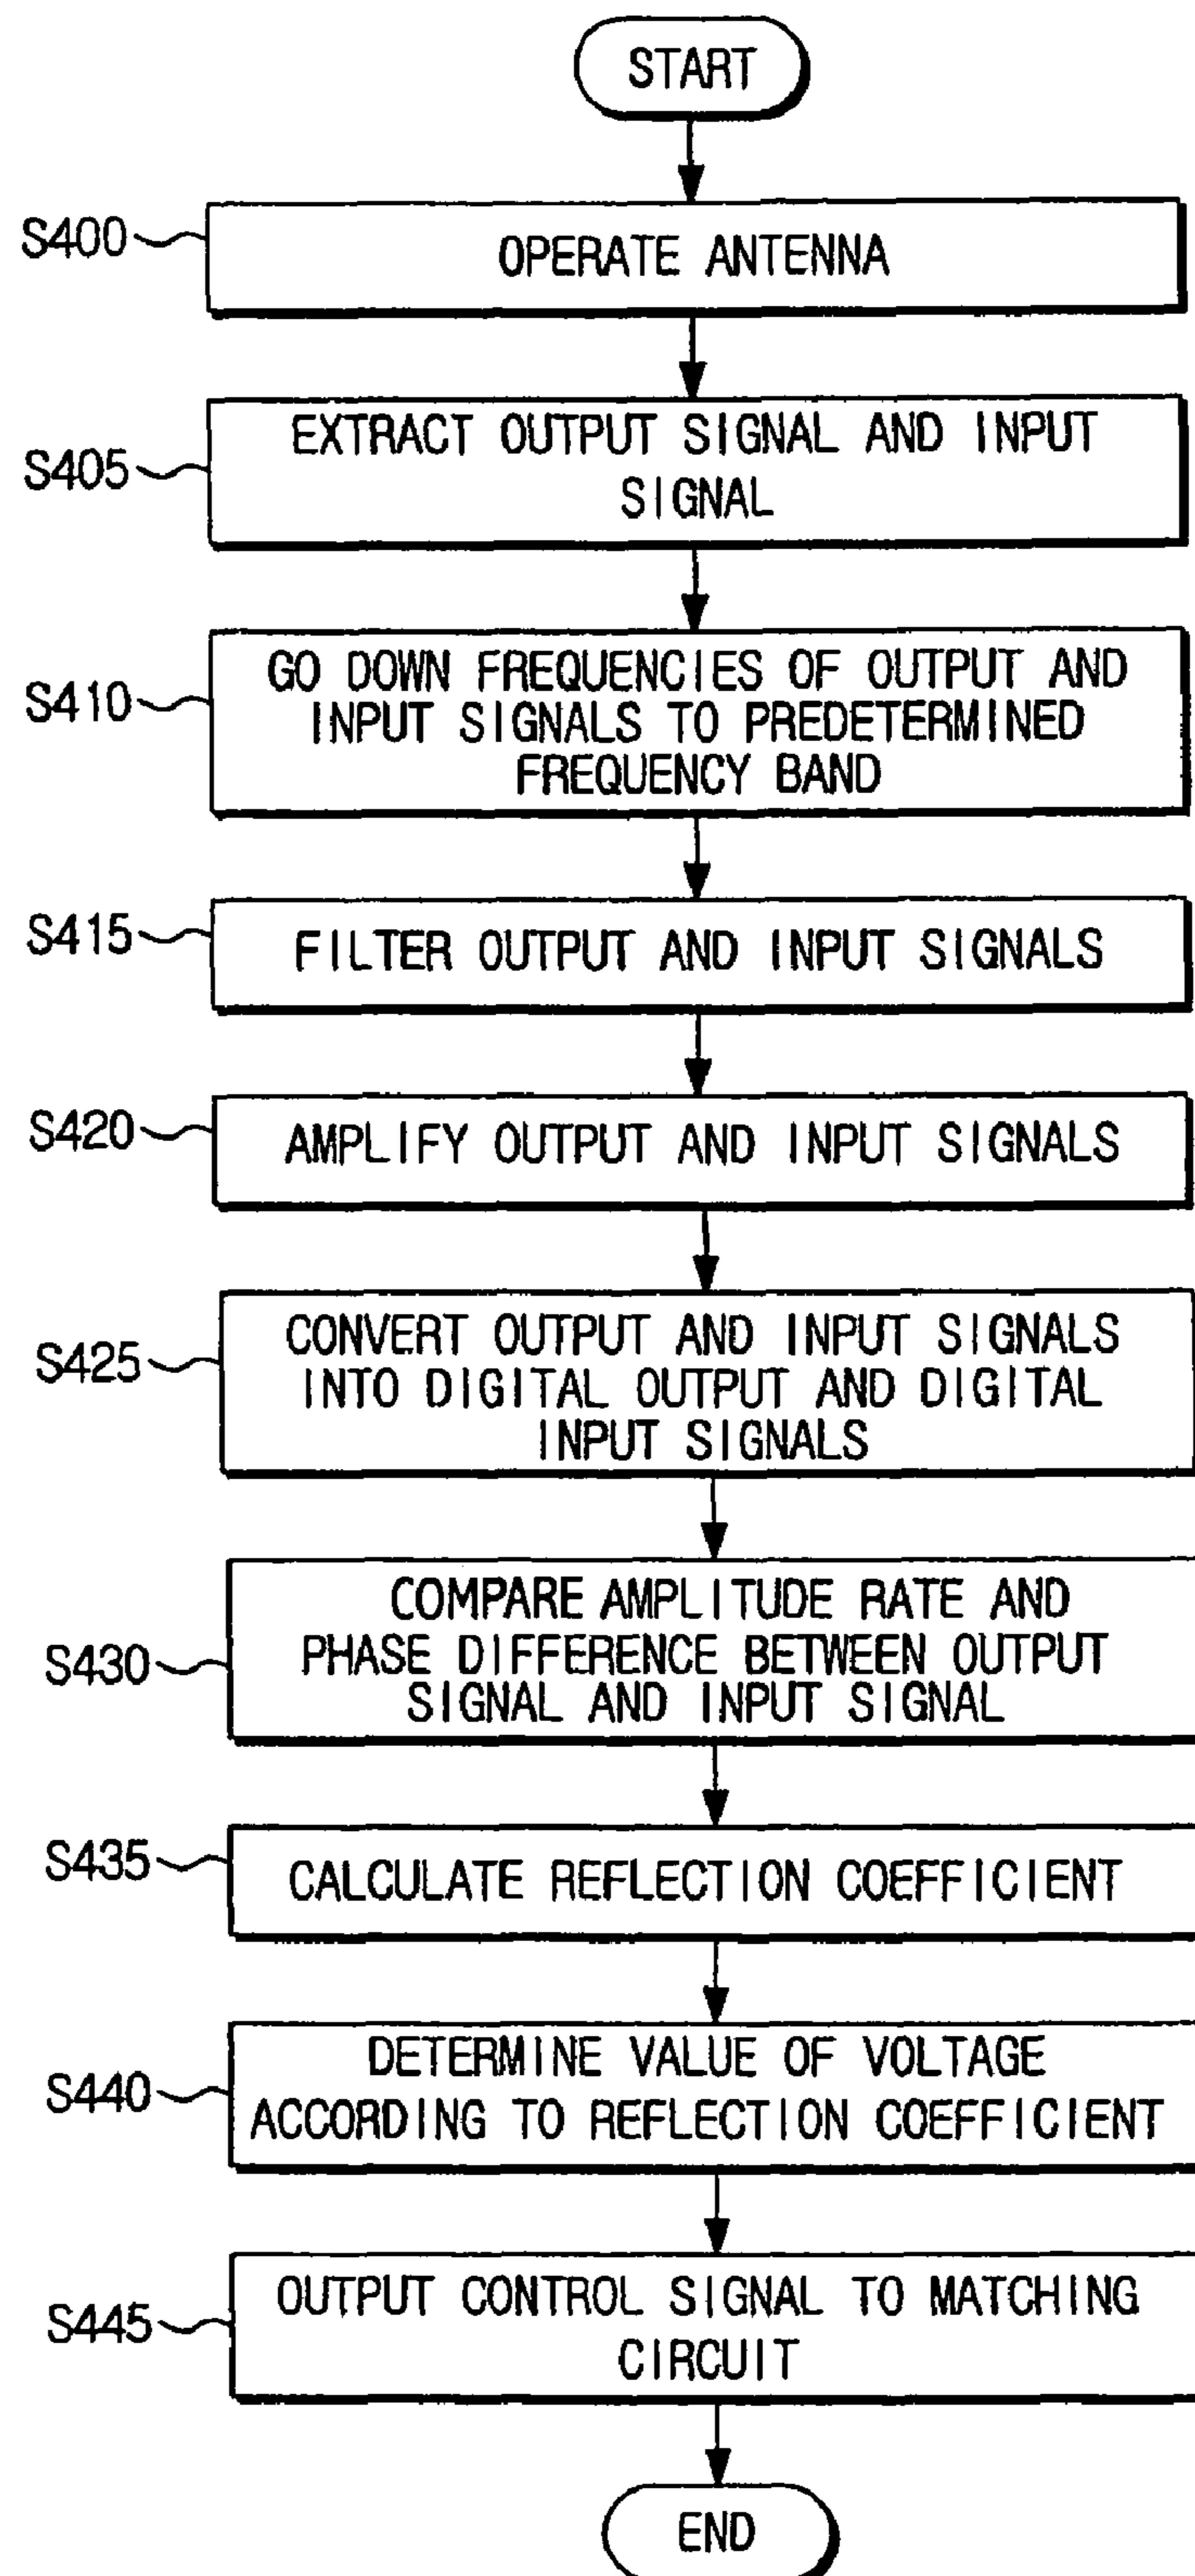 START
S400
OPERATE ANTENNA
S405
EXTRACT OUTPUT SIGNAL AND INPUT
SIGNAL
S410
GO DOWN FREQUENCIES OF OUTPUT AND
INPUT SIGNALS TO PREDETERMINED
FREQUENCY BAND
S415
FILTER OUTPUT AND INPUT SIGNALS
S420
AMPLIFY OUTPUT AND INPUT SIGNALS
S425
CONVERT OUTPUT AND INPUT SIGNALS
INTO DIGITAL OUTPUT AND DIGITAL
INPUT SIGNALS
S430
COMPARE AMPLITUDE RATE AND
PHASE DIFFERENCE BETWEEN OUTPUT
SIGNAL AND INPUT SIGNAL
S435
CALCULATE REFLECTION COEFFICIENT
S440
DETERMINE VALUE OF VOLTAGE
ACCORDING TO REFLECTION COEFFICIENT
S445
OUTPUT CONTROL SIGNAL TO MATCHING
CIRCUIT
END